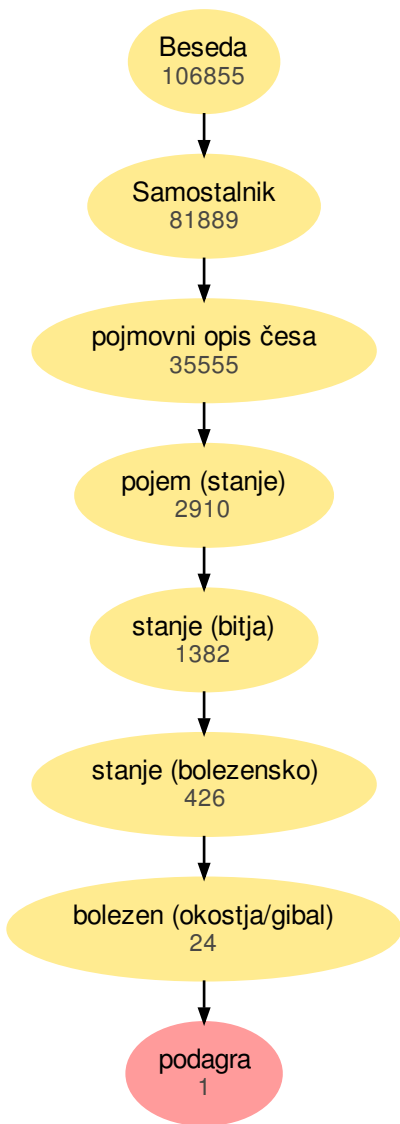 Beseda
106855
Samostalnik
81889
pojmovni opis česa
35555
pojem (stanje)
2910
stanje (bitja)
1382
stanje (bolezensko)
426
bolezen (okostja/gibal)
24
podagra
1